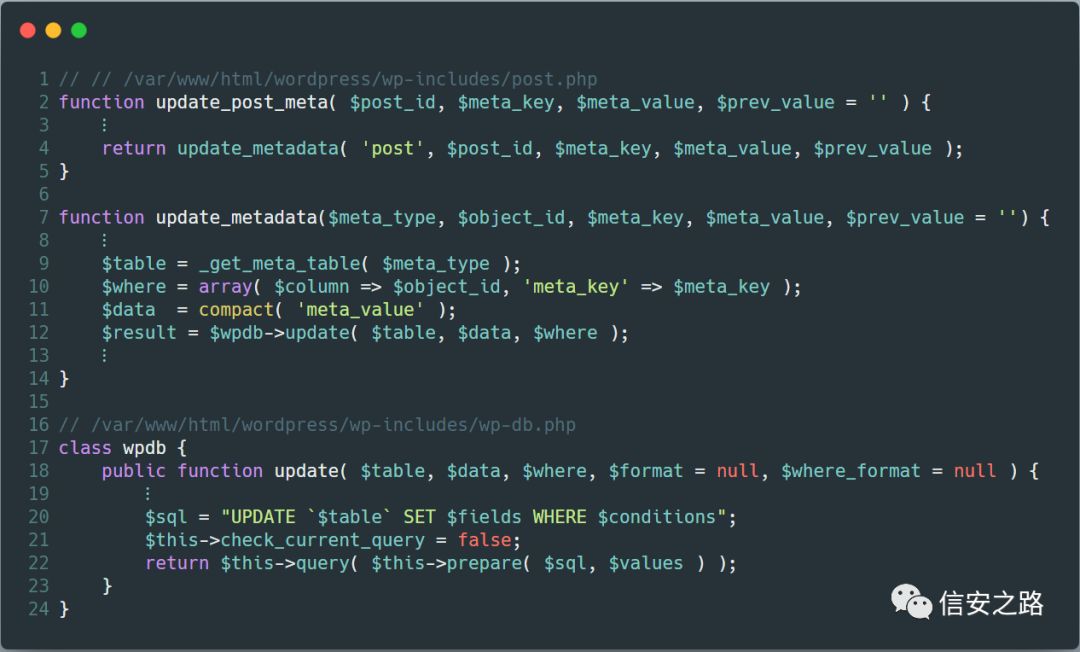 1 // // /var/www/html/wordpress/wp-includes/post.php
2 function update_post_meta( $post_id, $meta_key, $meta_value, $prev_value = '' ) {
3     ⋮
4     return update_metadata( 'post', $post_id, $meta_key, $meta_value, $prev_value );
5 }
6
7 function update_metadata($meta_type, $object_id, $meta_key, $meta_value, $prev_value = '') {
8     ⋮
9     $table = _get_meta_table( $meta_type );
10     $where = array( $column => $object_id, 'meta_key' => $meta_key );
11     $data  = compact( 'meta_value' );
12     $result = $wpdb->update( $table, $data, $where );
13     ⋮
14 }
15
16 // /var/www/html/wordpress/wp-includes/wp-db.php
17 class wpdb {
18     public function update( $table, $data, $where, $format = null, $where_format = null ) {
19         ⋮
20         $sql = "UPDATE `$table` SET $fields WHERE $conditions";
21         $this->check_current_query = false;
22         return $this->query( $this->prepare( $sql, $values ) );
23     }
24 }
信安之路